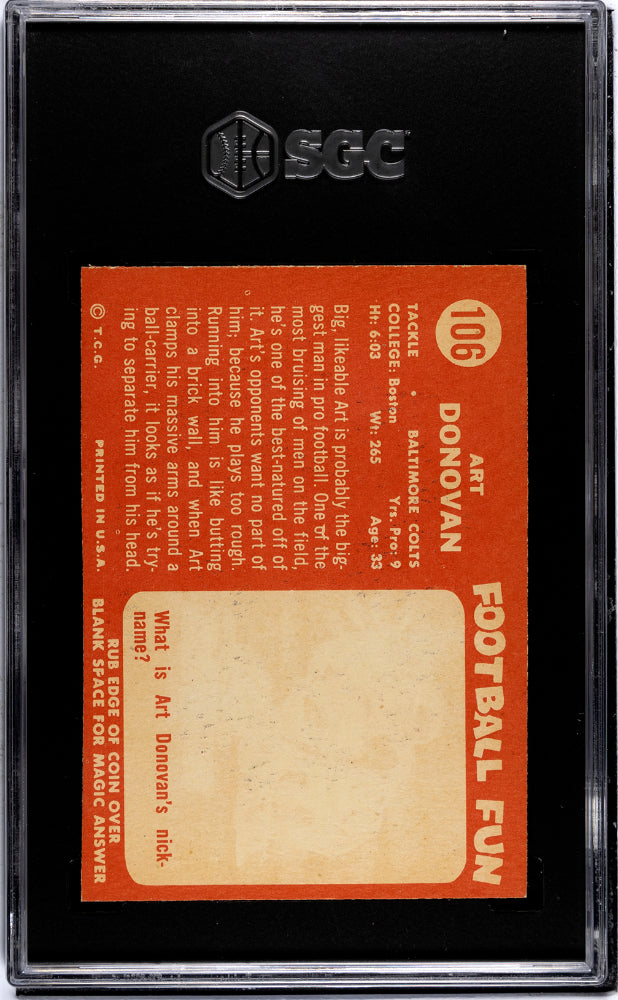 SGC
106
ART
DONOVAN
TACKLE • BALTIMORE COLTS
COLLEGE: Boston Yrs. Pro: 9
Ht: 6:03 Wt: 265 Age: 33
Big, likeable Art is probably the big-
gest man in pro football. One of the
most bruising of men on the field,
he's one of the best-natured off of
it. Art's opponents want no part of
him; because he plays too rough.
Running into him is like butting
into a brick wall, and when Art
clamps his massive arms around a
ball-carrier, it looks as if he's try-
ing to separate him from his head.
© T.C.G. PRINTED IN U.S.A.
FOOTBALL FUN
What is Art Donovan's nick-
name?
RUB EDGE OF COIN OVER
BLANK SPACE FOR MAGIC ANSWER